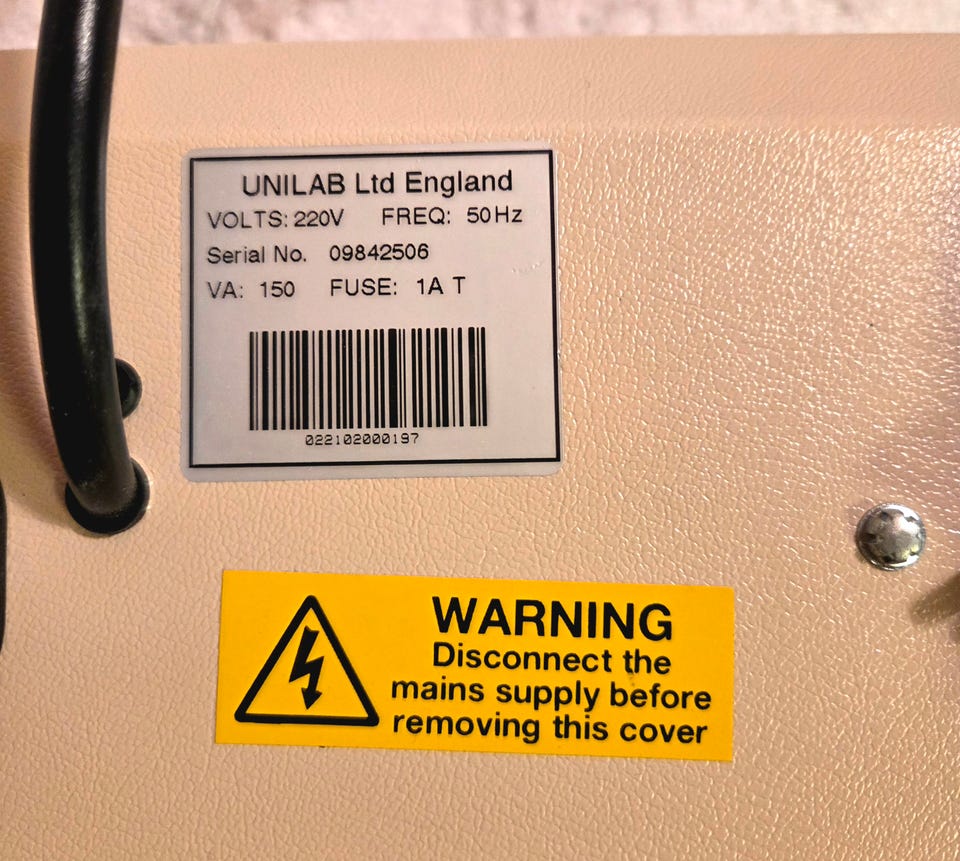 UNILAB Ltd England
VOLTS: 220V FREQ: 50Hz
Serial No. 09842506
VA: 150 FUSE: 1A T
022102000197
WARNING
Disconnect the
mains supply before
removing this cover